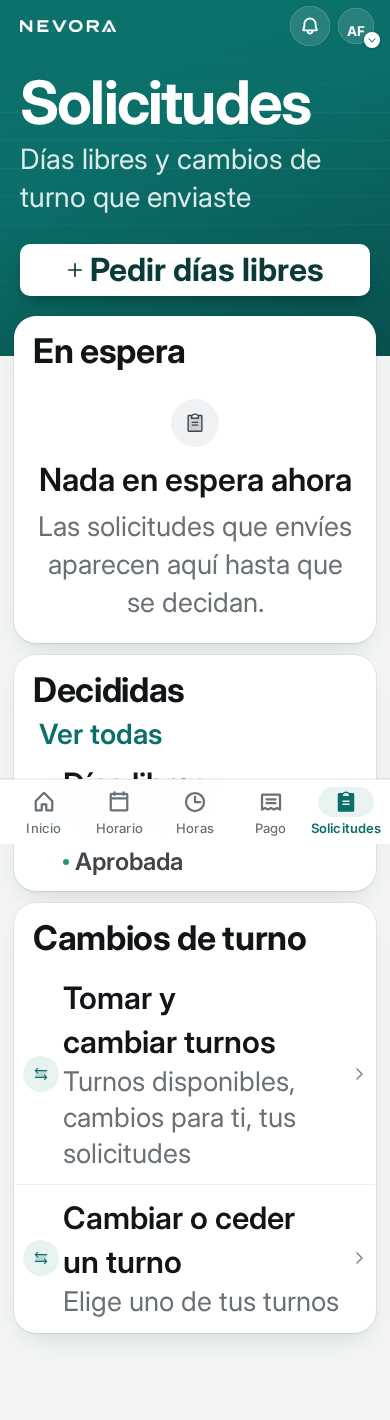 NEVORA
AF
Solicitudes
Días libres y cambios de
turno que enviaste
+ Pedir días libres
En espera
Nada en espera ahora
Las solicitudes que envíes
aparecen aquí hasta que
se decidan.
Decididas
Ver todas
Inicio
Horario
Horas
Pago
Solicitudes
Aprobada
Cambios de turno
Tomar y
cambiar turnos
Turnos disponibles,
cambios para ti, tus
solicitudes
Cambiar o ceder
un turno
Elige uno de tus turnos